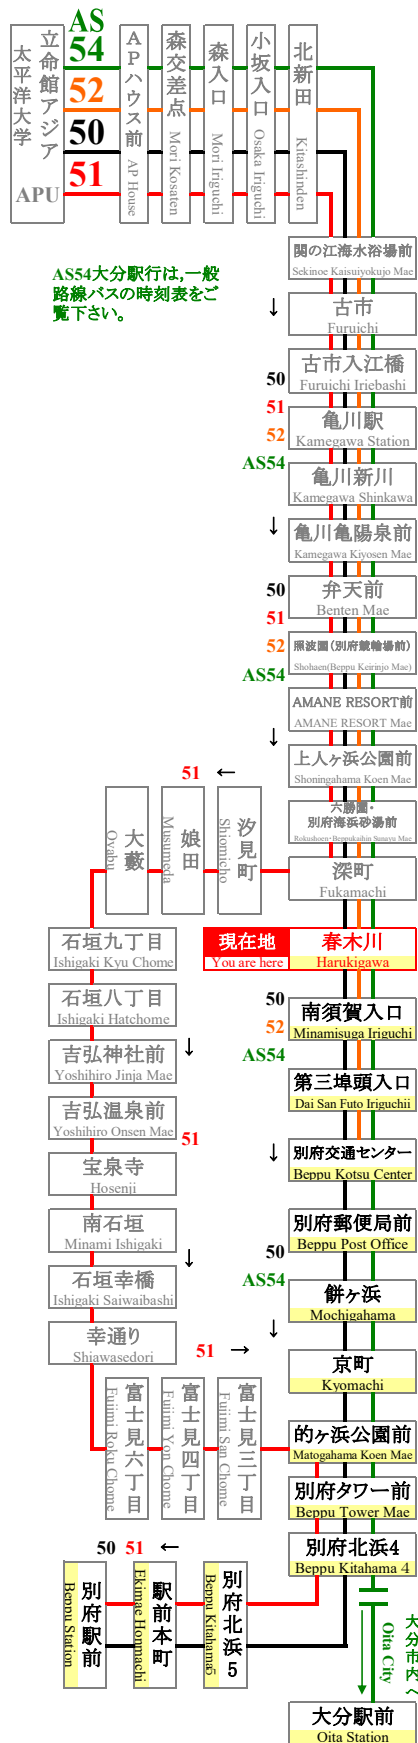 AS
54
52
50
51
立命館アジア
太平洋大学
APU
APハウス前
AP House
森交差点
Mori Kosaten
森入口
Mori Iriguchi
小坂入口
Osaka Iriguchi
北新田
Kitashinden
AS54大分駅行は,一般
路線バスの時刻表をご
覧下さい。
関の江海水浴場前
Sekinoe Kaisuiyokujo Mae
↓
古市
Furuichi
古市入江橋
Furuichi Iriebashi
50
51
52
AS54
亀川駅
Kamegawa Station
亀川新川
Kamegawa Shinkawa
↓
亀川亀陽泉前
Kamegawa Kiyosen Mae
弁天前
Benten Mae
50
51
52
AS54
照波園(別府競輪場前)
Shohaen(Beppu Keirinjo Mae)
AMANE RESORT前
AMANE RESORT Mae
↓
上人ヶ浜公園前
Shoningahama Koen Mae
六勝園・
別府海浜砂湯前
Rokushoen・Beppukaihin Sunayu Mae
深町
Fukamachi
51 ←
汐見町
Shiomicho
娘田
Musumeda
大藪
Oyabu
現在地
You are here
春木川
Harukigawa
石垣九丁目
Ishigaki Kyu Chome
石垣八丁目
Ishigaki Hatchome
吉弘神社前
Yoshihiro Jinja Mae
↓
吉弘温泉前
Yoshihiro Onsen Mae
51
宝泉寺
Hosenji
南石垣
Minami Ishigaki
↓
石垣幸橋
Ishigaki Saiwaibashi
幸通り
Shiawasedori
51 →
富士見六丁目
Fujimi Roku Chome
富士見四丁目
Fujimi Yon Chome
富士見三丁目
Fujimi San Chome
50
52
AS54
南須賀入口
Minamisuga Iriguchi
第三埠頭入口
Dai San Futo Iriguchii
↓
別府交通センター
Beppu Kotsu Center
別府郵便局前
Beppu Post Office
50
AS54
餅ヶ浜
Mochigahama
↓
京町
Kyomachi
的ヶ浜公園前
Matogahama Koen Mae
別府タワー前
Beppu Tower Mae
別府北浜4
Beppu Kitahama 4
50 51 ←
別府北浜5
Beppu Kitahama5
駅前本町
Ekimae Honmachi
別府駅前
Beppu Station
大分市内へ
Oita City
大分駅前
Oita Station